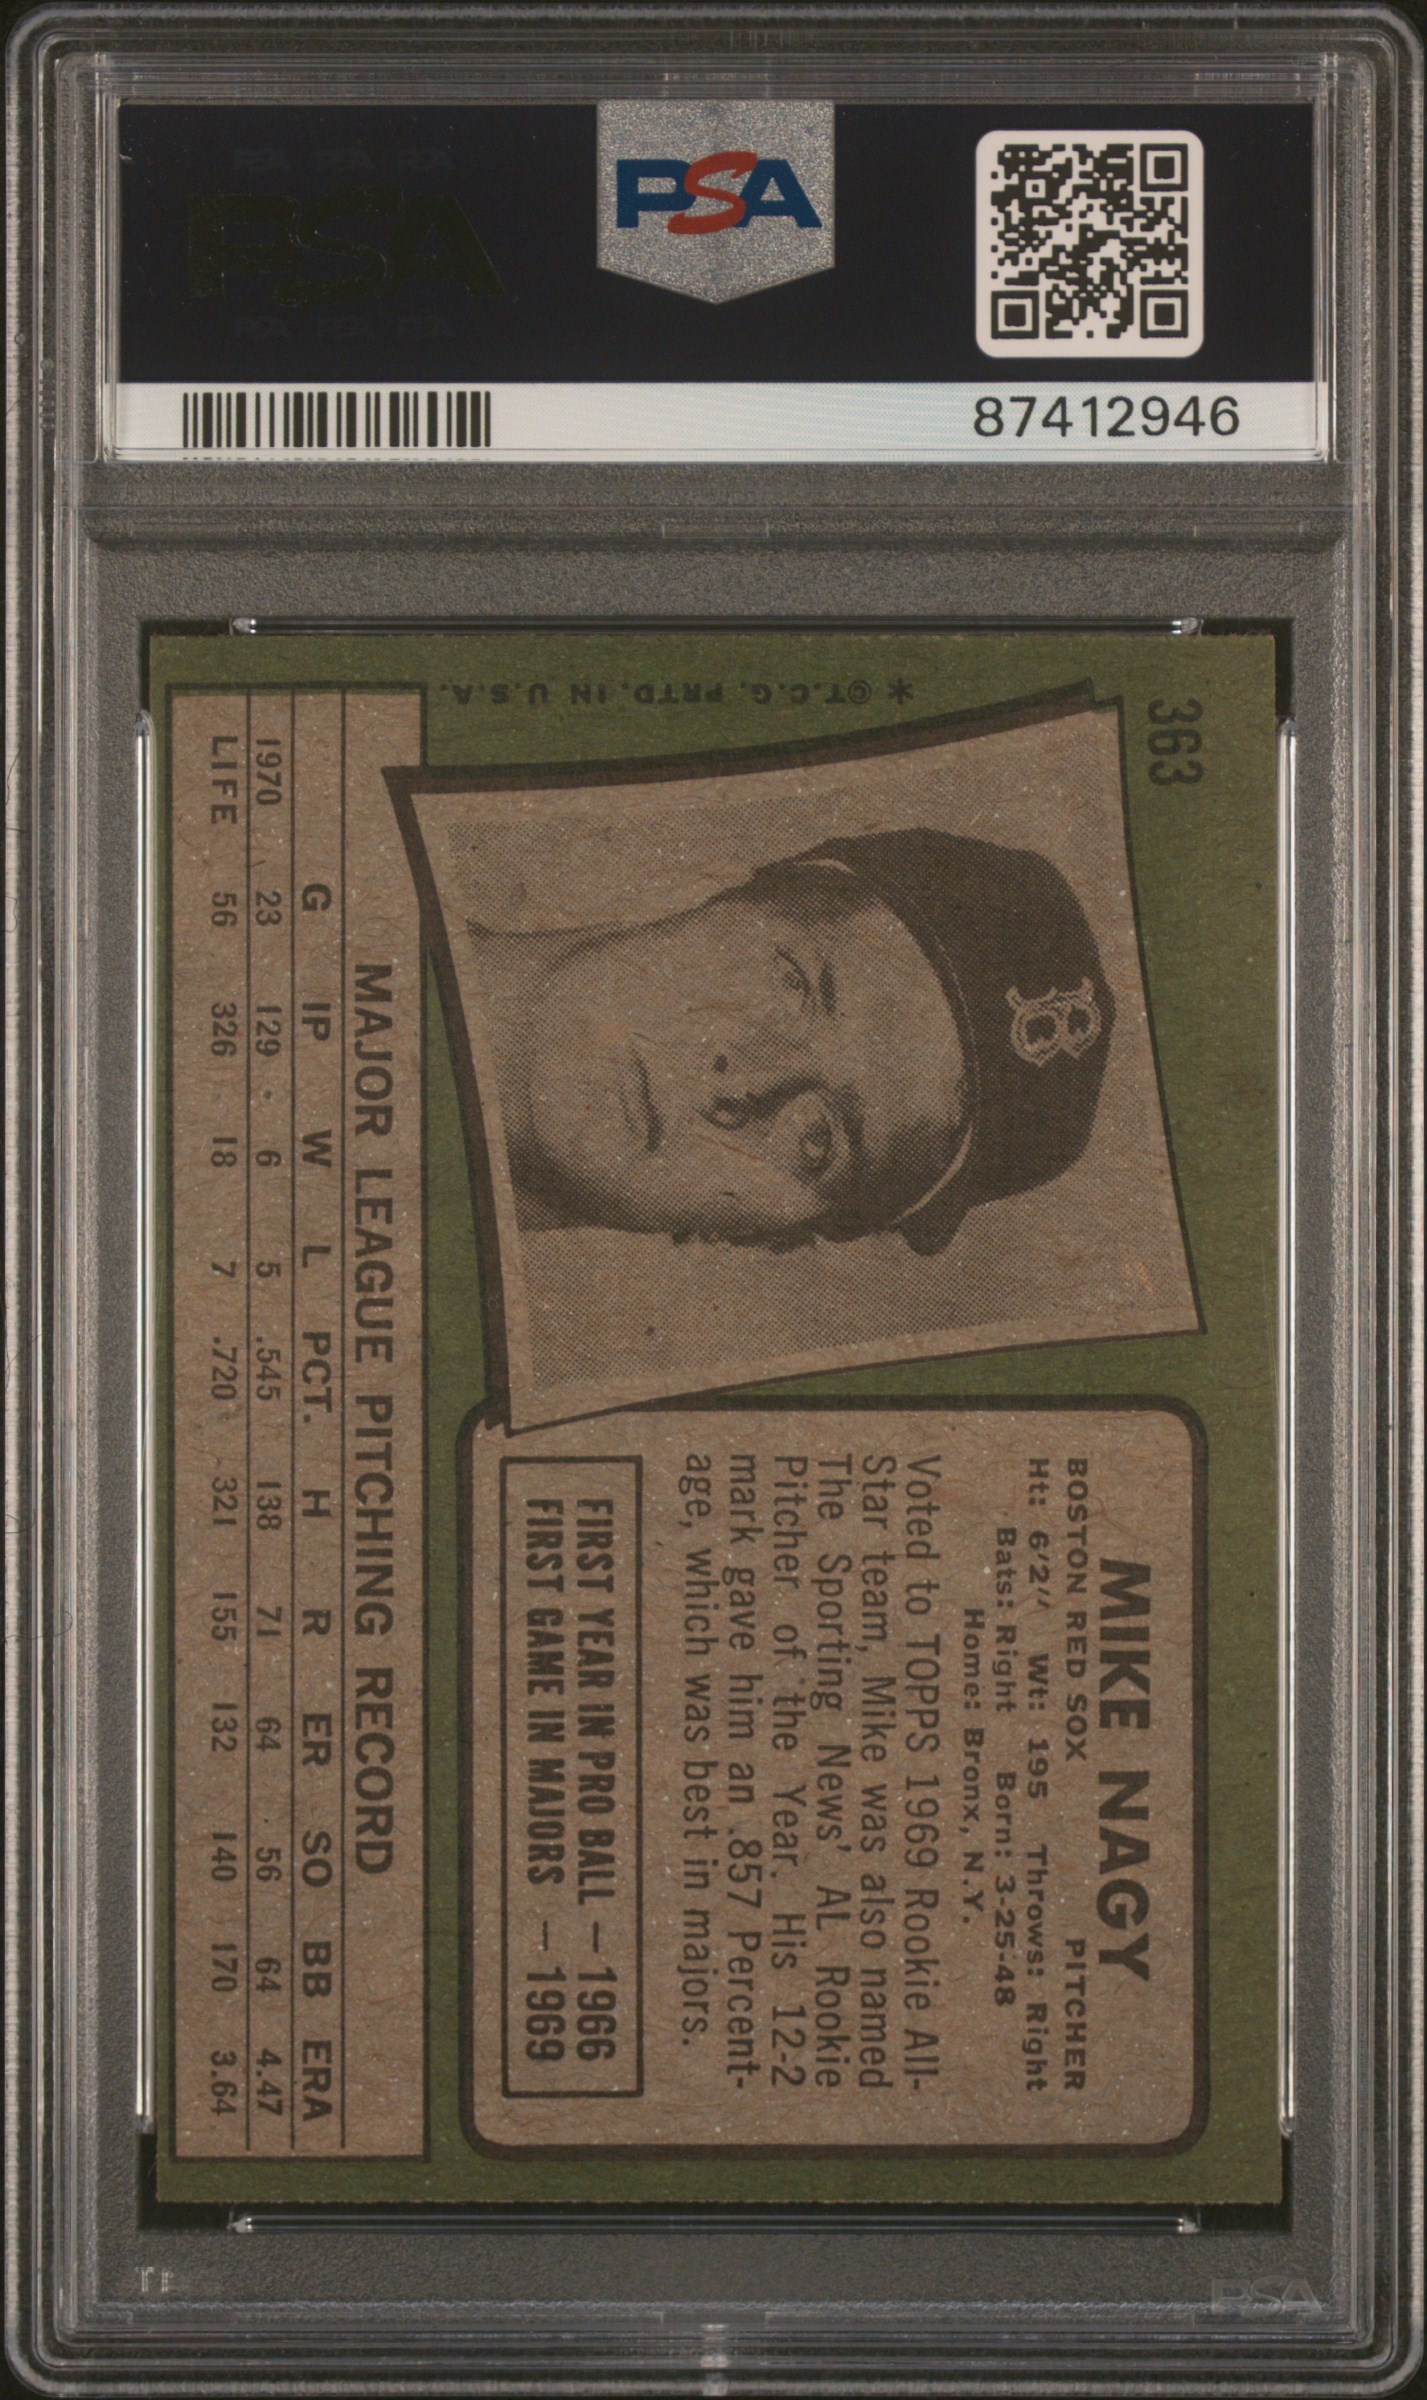 PSA
PSA
87412946
363
MIKE NAGY
BOSTON RED SOX PITCHER
Ht: 6'2" Wt: 195 Throws: Right
Bats: Right Born: 3-25-48
Home: Bronx, N.Y.
Voted to TOPPS 1969 Rookie All-
Star team, Mike was also named
The Sporting News' AL Rookie
Pitcher of the Year. His 12-2
mark gave him an .857 Percent-
age, which was best in majors.
FIRST YEAR IN PRO BALL — 1966
FIRST GAME IN MAJORS — 1969
B
MAJOR LEAGUE PITCHING RECORD
G IP W L PCT. H R ER SO BB ERA
1970 23 129 6 5 .545 138 71 64 56 64 4.47
LIFE 56 326 18 7 .720 321 155 132 140 170 3.64
* ©T.C.G. PRTD. IN U.S.A.
PSA